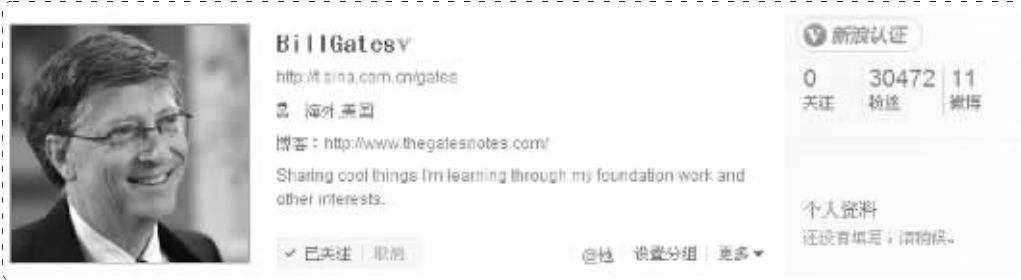 BillGatesV
http://t.sina.com.cn/gates
海外,美国
博客：http://www.thegatesnotes.com/
Sharing cool things I'm learning through my foundation work and
other interests...
已关注 | 取消
@他 | 设置分组 | 更多
V 新浪认证
0 30472 11
关注 粉丝 微博
个人资料
还没有填写，请稍候。